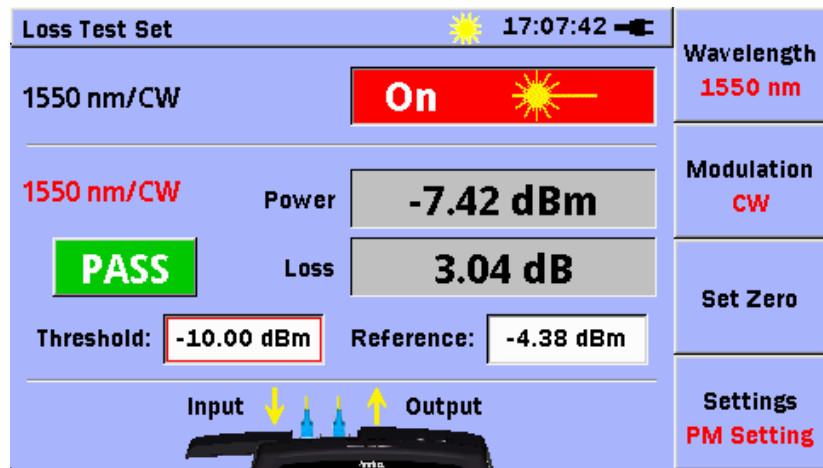 Loss Test Set
17:07:42
1550 nm/CW
On
1550 nm/CW
Power
-7.42 dBm
PASS
Loss
3.04 dB
Threshold:
-10.00 dBm
Reference:
-4.38 dBm
Input
Output
Wavelength
1550 nm
Modulation
CW
Set Zero
Settings
PM Setting